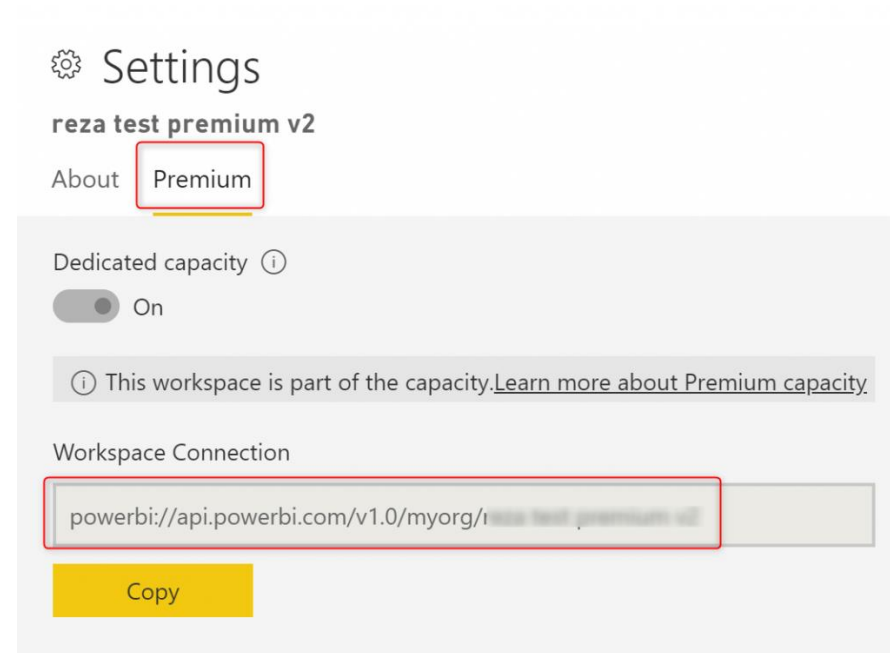 Settings
reza test premium v2
About Premium
Dedicated capacity
On
This workspace is part of the capacity.Learn more about Premium capacity
Workspace Connection
powerbi://api.powerbi.com/v1.0/myorg/
Copy